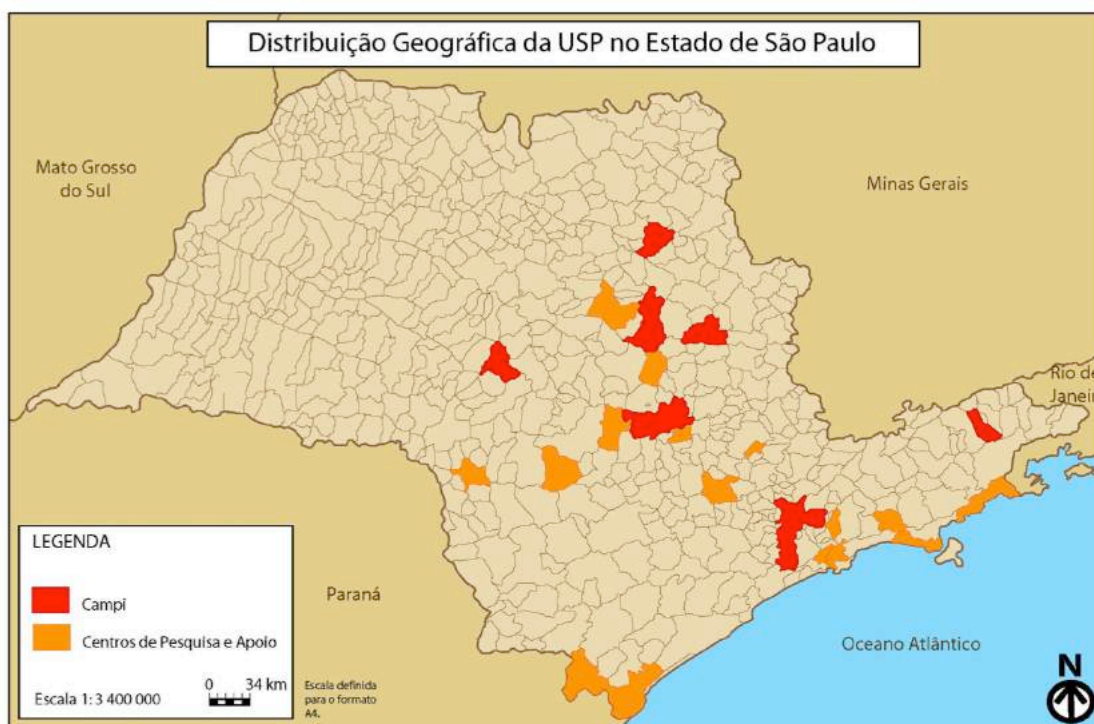 Distribuição Geográfica da USP no Estado de São Paulo
Mato Grosso
do Sul
Minas Gerais
Rio de
Janeir
LEGENDA
Campi
Centros de Pesquisa e Apoio
Escala 1: 3 400 000
0 34 km
Escala definida
para o formato
A4.
Paraná
Oceano Atlântico
N